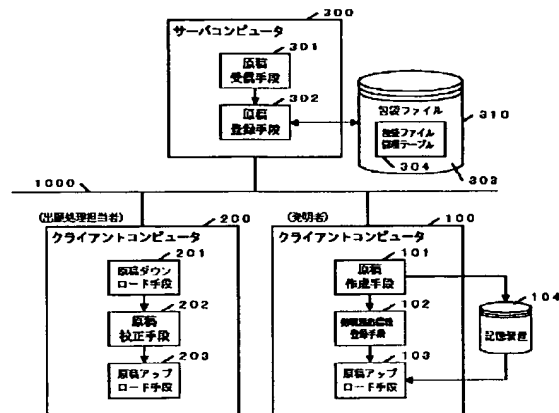 300
サーバコンピュータ
301
原稿
受信手段
302
原稿
登録手段
包袋ファイル
310
包袋ファイル
管理テーブル
304
303
1000
(出願処理担当者)
200
クライアントコンピュータ
201
原稿ダウン
ロード手段
202
原稿
校正手段
203
原稿アップ
ロード手段
(発明者)
100
クライアントコンピュータ
101
原稿
作成手段
102
登録手段
103
原稿アップ
ロード手段
104
記憶装置